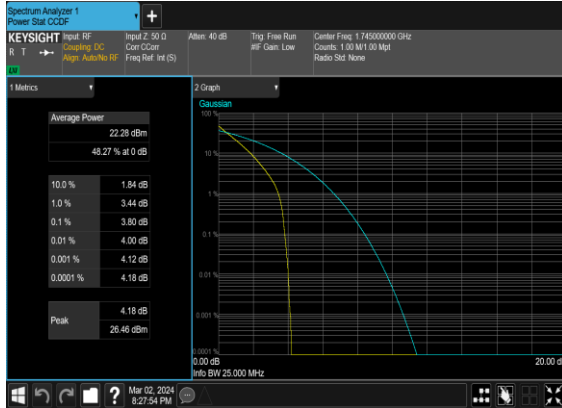 Spectrum Analyzer 1
Power Stat CCDF
KEYSIGHT
R T
Input: RF
Coupling: DC
Align: Auto/No RF
Input Z: 50 Ω
Corr CCorr
Freq Ref: Int (S)
Atten: 40 dB
Trig: Free Run
#IF Gain: Low
Center Freq: 1.745000000 GHz
Counts: 1.00 M/1.00 Mpt
Radio Std: None
1 Metrics
Average Power
22.28 dBm
48.27 % at 0 dB
10.0 % 1.84 dB
1.0 % 3.44 dB
0.1 % 3.80 dB
0.01 % 4.00 dB
0.001 % 4.12 dB
0.0001 % 4.18 dB
Peak
4.18 dB
26.46 dBm
2 Graph
Gaussian
100 %
10 %
1 %
0.1 %
0.01 %
0.001 %
0.0001 %
0.00 dB
20.00 d
Info BW 25.000 MHz
?
Mar 02, 2024
8:27:54 PM